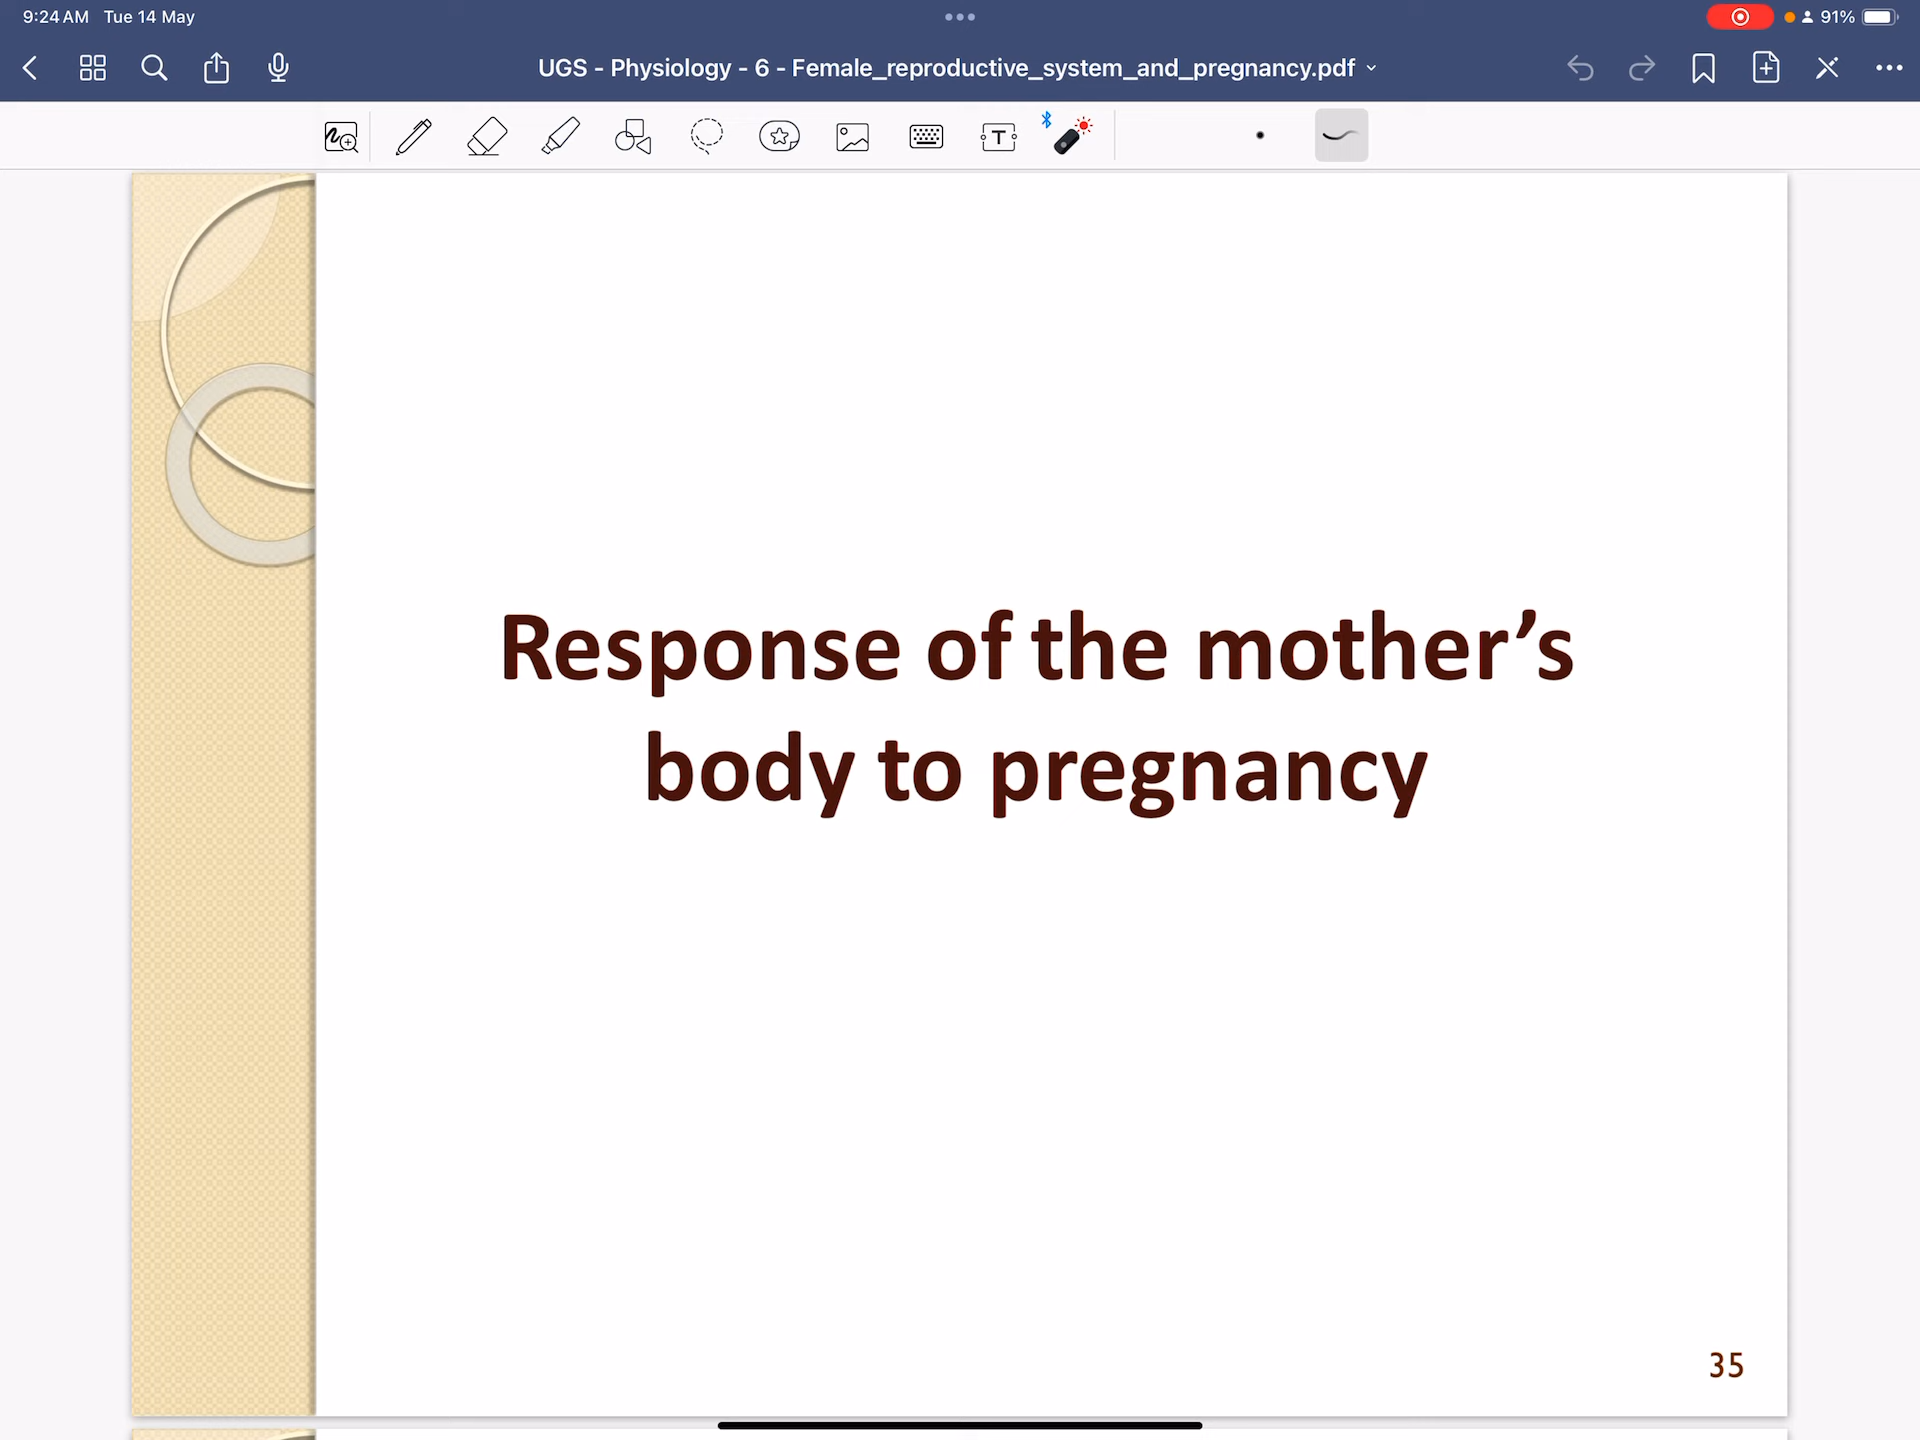 9:24 AM Tue 14 May
91%
UGS - Physiology - 6 - Female_reproductive_system_and_pregnancy.pdf
T
Response of the mother’s
body to pregnancy
35